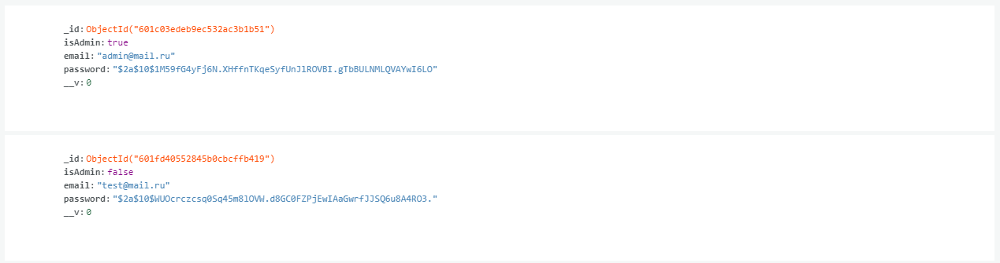 _id: ObjectId("601c03edeb9ec532ac3b1b51")
isAdmin: true
email: "admin@mail.ru"
password: "$2a$10$1M59fG4yFj6N.XHffnTKqeSyfUnJlROVBI.gTbBULNMLQVAYwI6LO"
__v: 0
_id: ObjectId("601fd40552845b0cbcffb419")
isAdmin: false
email: "test@mail.ru"
password: "$2a$10$WUOcrczcsq0Sq45m8lOVW.d8GC0FZPjEwIAaGwrfJJSQ6u8A4RO3."
__v: 0